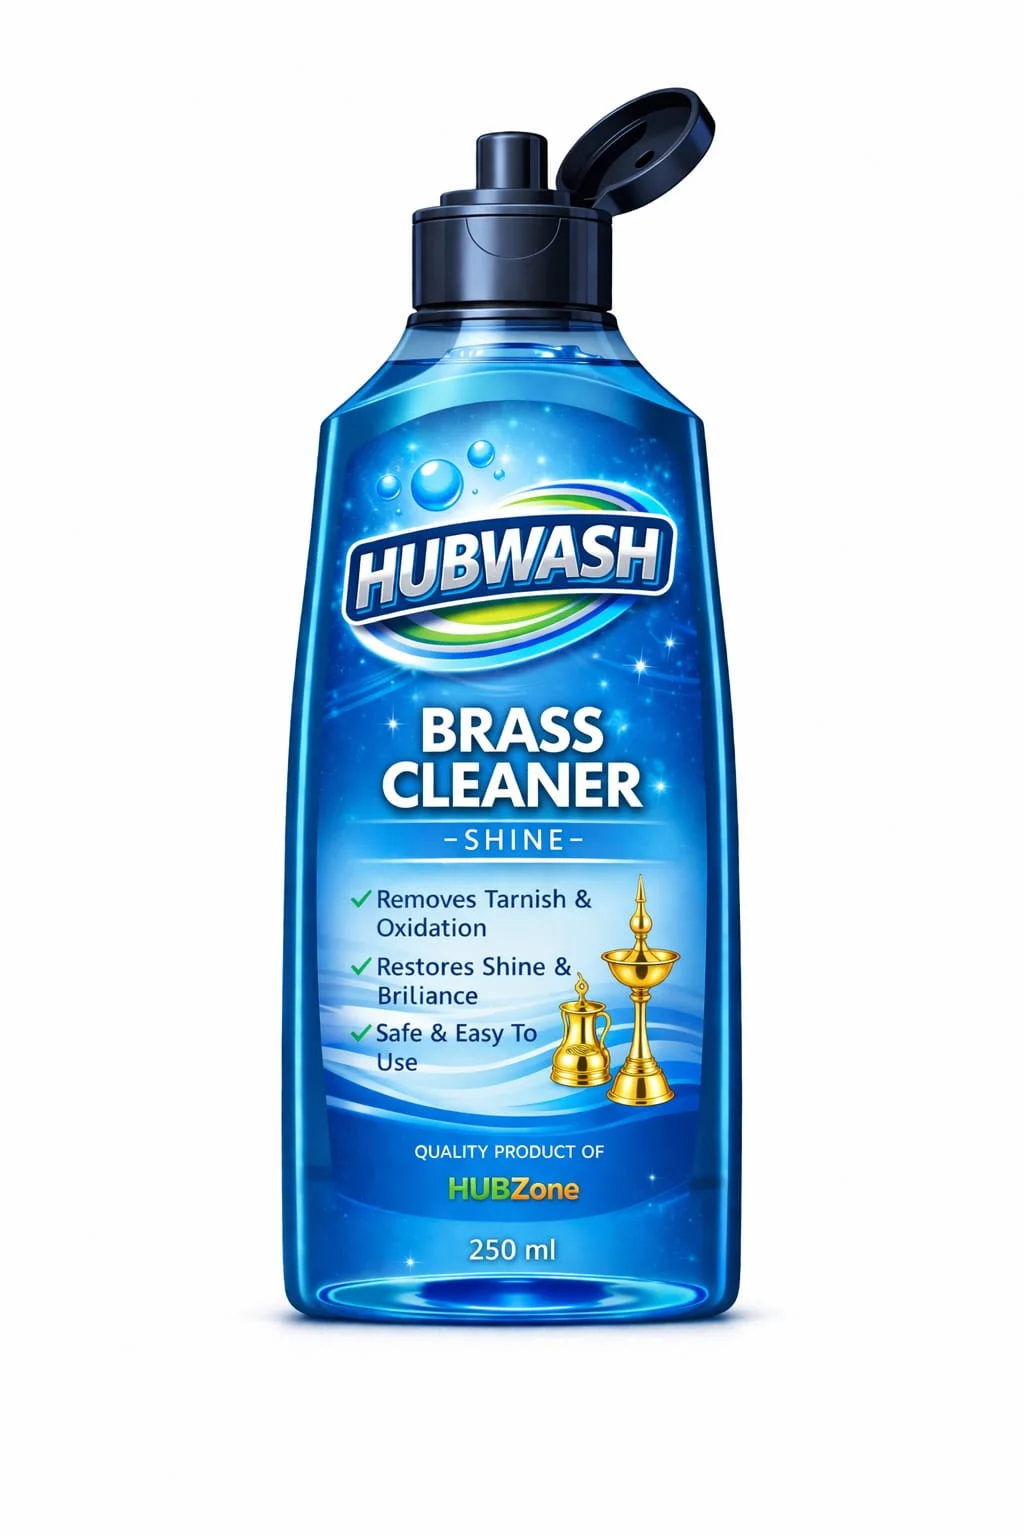 HUBWASH
BRASS
CLEANER
-SHINE-
✓ Removes Tarnish &
Oxidation
✓ Restores Shine &
Briliance
✓ Safe & Easy To
Use
QUALITY PRODUCT OF
HUBZone
250 ml